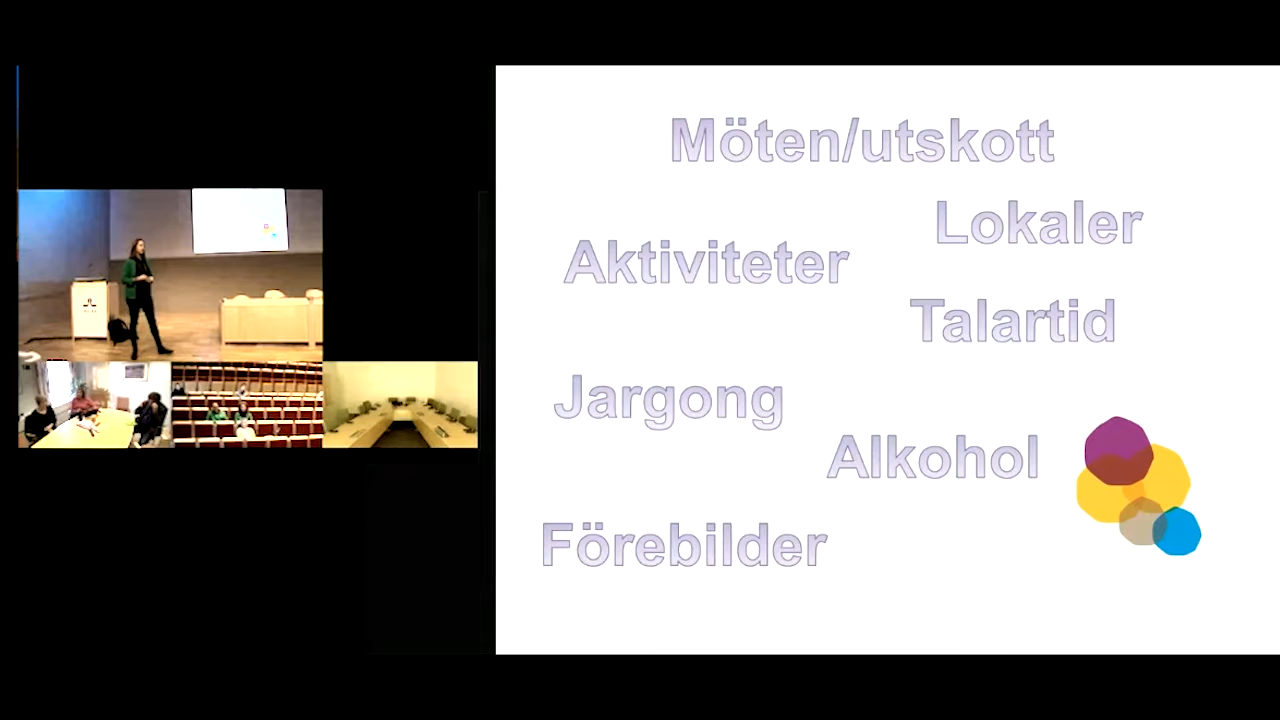 Möten/utskott
Lokaler
Aktiviteter
Talartid
Jargong
Alkohol
Förebilder